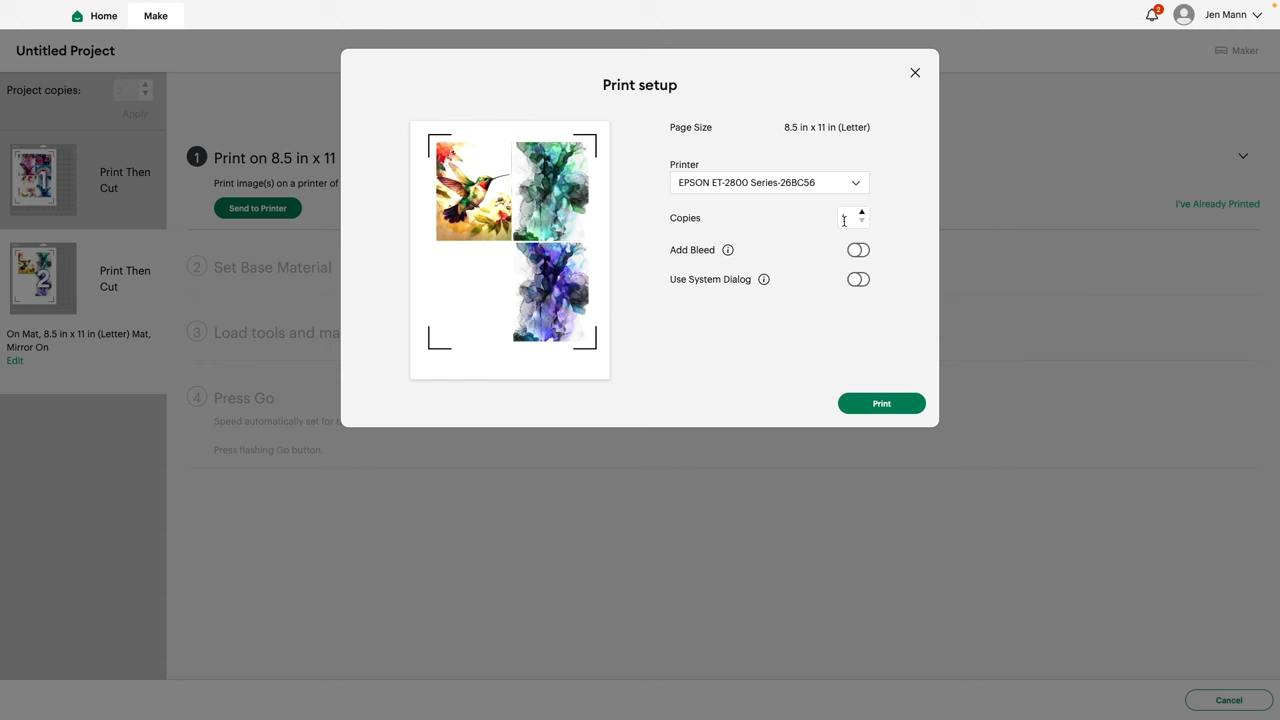 Home
Make
2
Jen Mann
Untitled Project
Maker
Project copies:
Apply
Print Then
Cut
Print Then
Cut
On Mat, 8.5 in x 11 in (Letter) Mat,
Mirror On
Edit
1
Print on 8.5 in x 11
Print image(s) on a printer of
Send to Printer
I've Already Printed
2
Set Base Material
3
Load tools and ma
4
Press Go
Speed automatically set for t
Press flashing Go button.
Print setup
Page Size
8.5 in x 11 in (Letter)
Printer
EPSON ET-2800 Series-26BC56
Copies
Add Bleed
Use System Dialog
Print
Cancel